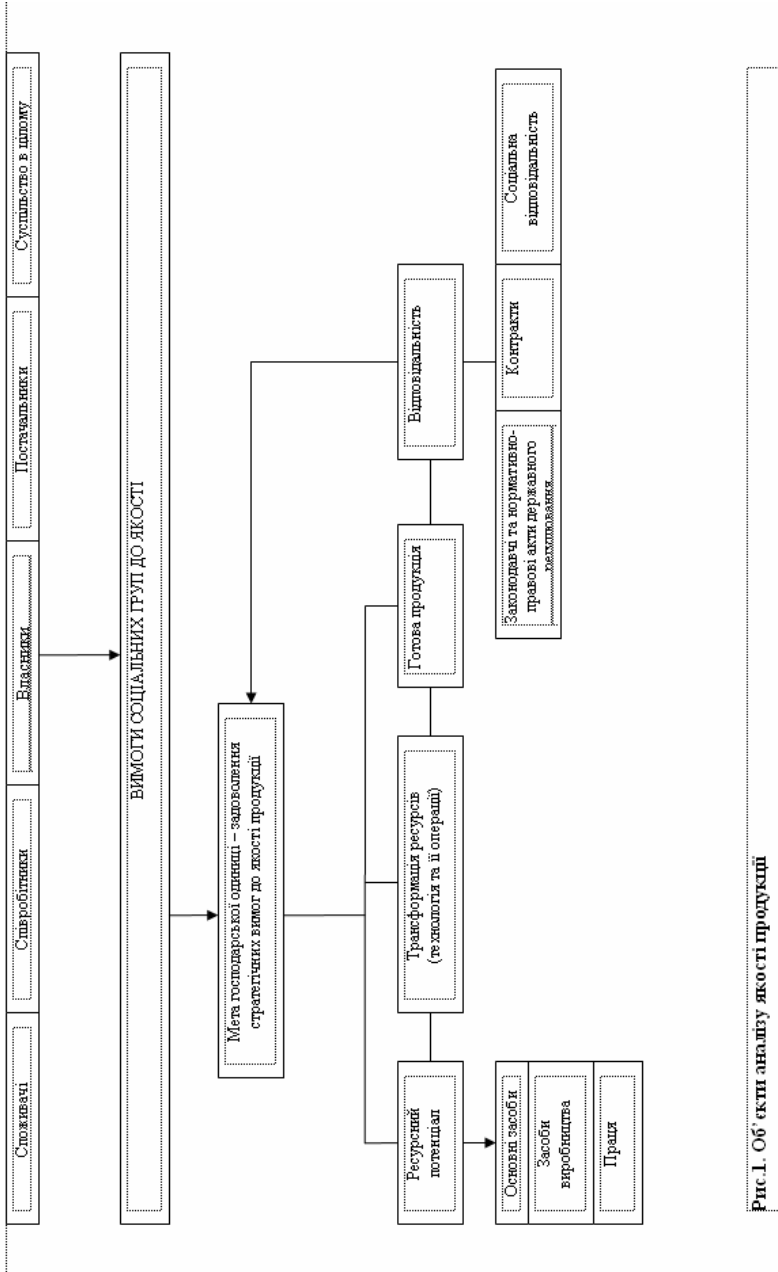 Споживачі
Співробітники
Власники
Постачальники
Суспільство в цілому
ВИМОГИ СОЦІАЛЬНИХ ГРУП ДО ЯКОСТІ
Мета господарської одиниці – задоволення
стратегічних вимог до якості продукції
Ресурсний
потенціал
Трансформація ресурсів
(технологія та її операції)
Готова продукція
Відповідальність
Основні засоби
Засоби
виробництва
Праця
Законодавчі та нормативно-
правові акти державного
регулювання
Контракти
Соціальна
відповідальність
Рис.1. Об’єкти аналізу якості продукції